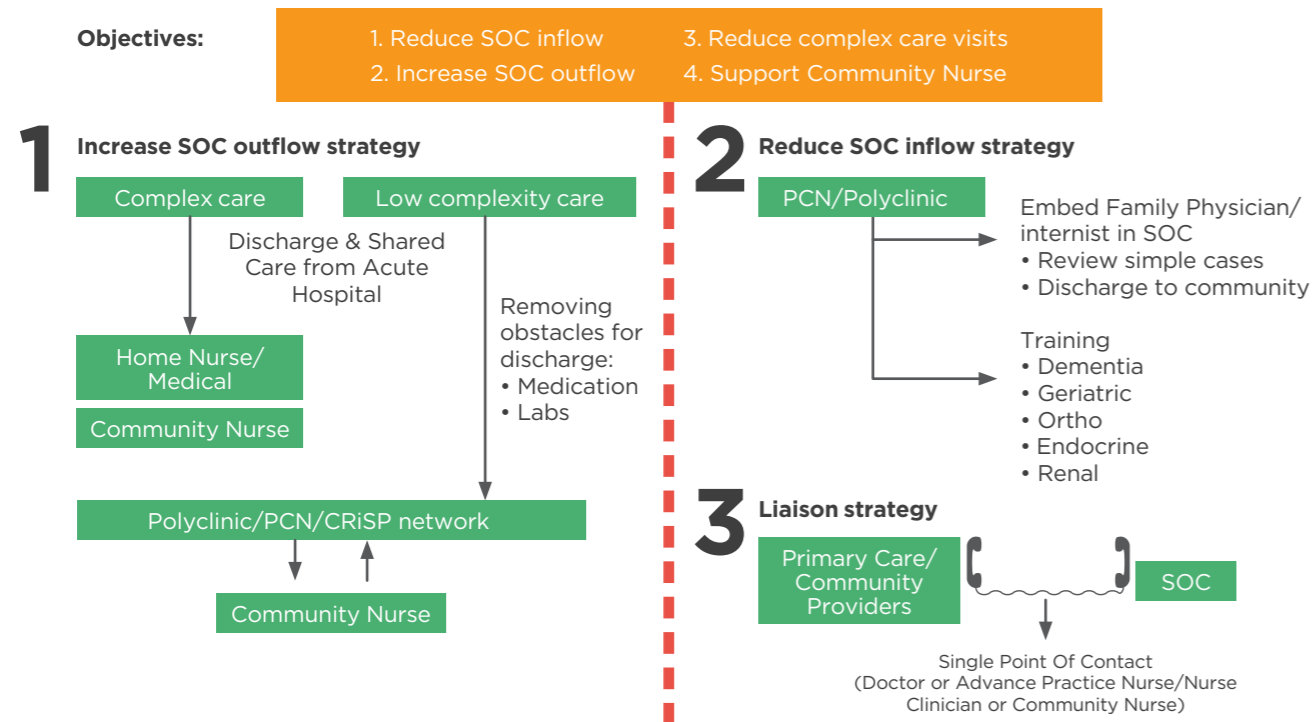 Objectives:
1. Reduce SOC inflow
2. Increase SOC outflow
3. Reduce complex care visits
4. Support Community Nurse
1
Increase SOC outflow strategy
Complex care
Low complexity care
Discharge & Shared
Care from Acute
Hospital
Removing
obstacles for
discharge:
• Medication
• Labs
Home Nurse/
Medical
Community Nurse
Polyclinic/PCN/CRiSP network
Community Nurse
2
Reduce SOC inflow strategy
PCN/Polyclinic
Embed Family Physician/
internist in SOC
• Review simple cases
• Discharge to community
Training
• Dementia
• Geriatric
• Ortho
• Endocrine
• Renal
3
Liaison strategy
Primary Care/
Community
Providers
SOC
Single Point Of Contact
(Doctor or Advance Practice Nurse/Nurse
Clinician or Community Nurse)